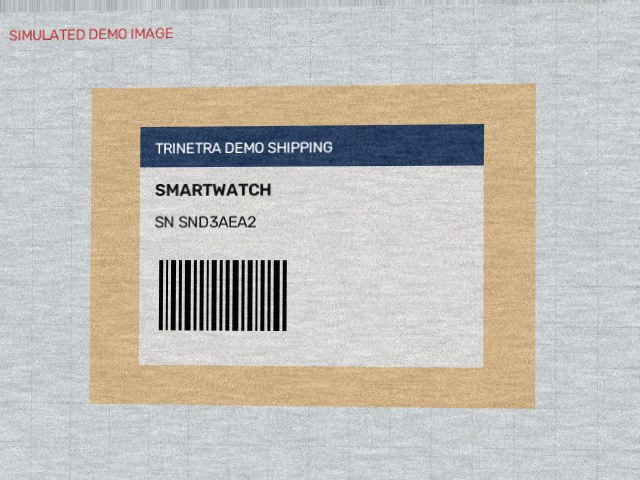 SIMULATED DEMO IMAGE
TRINETRA DEMO SHIPPING
SMARTWATCH
SN SND3AEA2